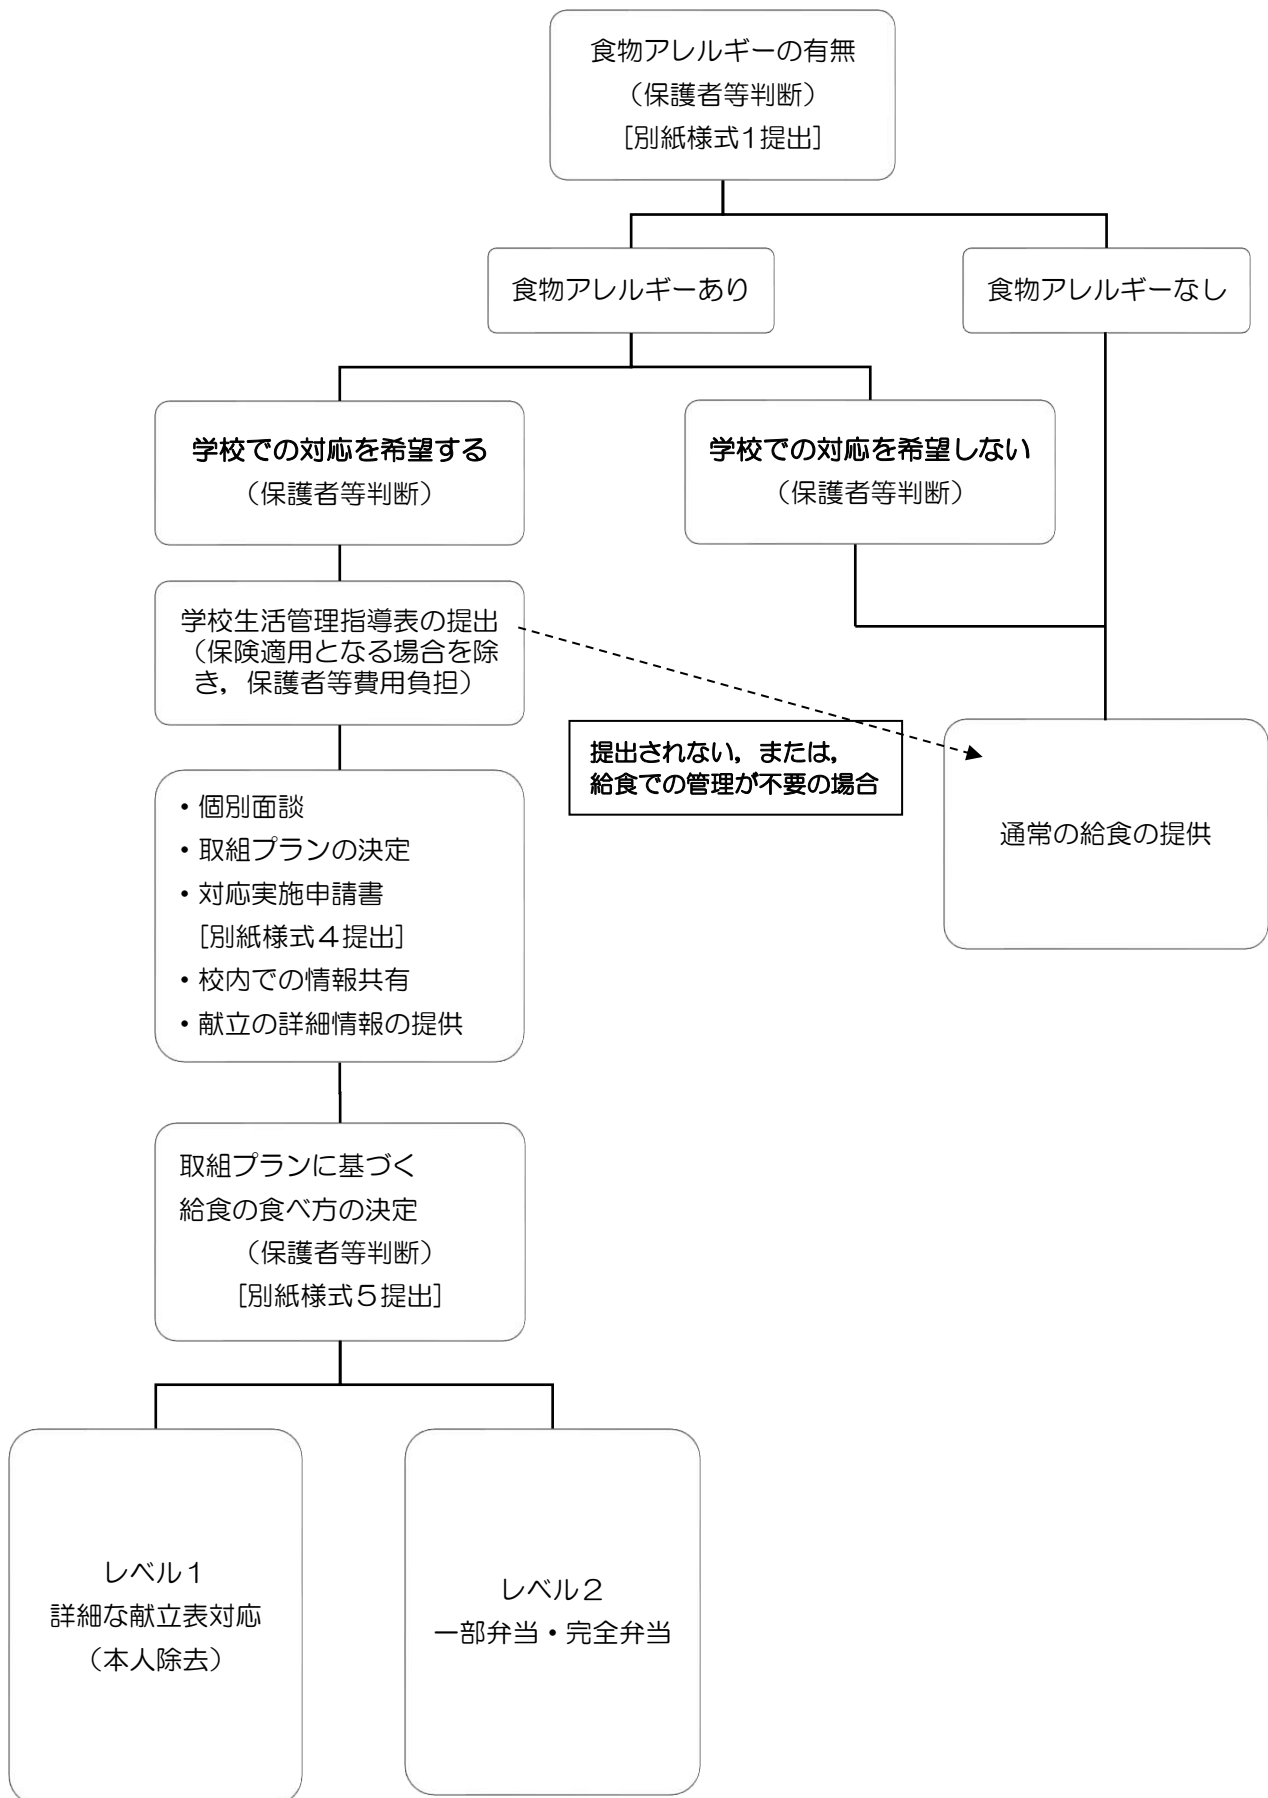 食物アレルギーの有無
（保護者等判断）
[別紙様式1提出]
食物アレルギーあり
食物アレルギーなし
学校での対応を希望する
（保護者等判断）
学校での対応を希望しない
（保護者等判断）
学校生活管理指導表の提出
（保険適用となる場合を除
き，保護者等費用負担）
提出されない，または，
給食での管理が不要の場合
通常の給食の提供
・個別面談
・取組プランの決定
・対応実施申請書
[別紙様式４提出]
・校内での情報共有
・献立の詳細情報の提供
取組プランに基づく
給食の食べ方の決定
（保護者等判断）
[別紙様式５提出]
レベル１
詳細な献立表対応
（本人除去）
レベル２
一部弁当・完全弁当